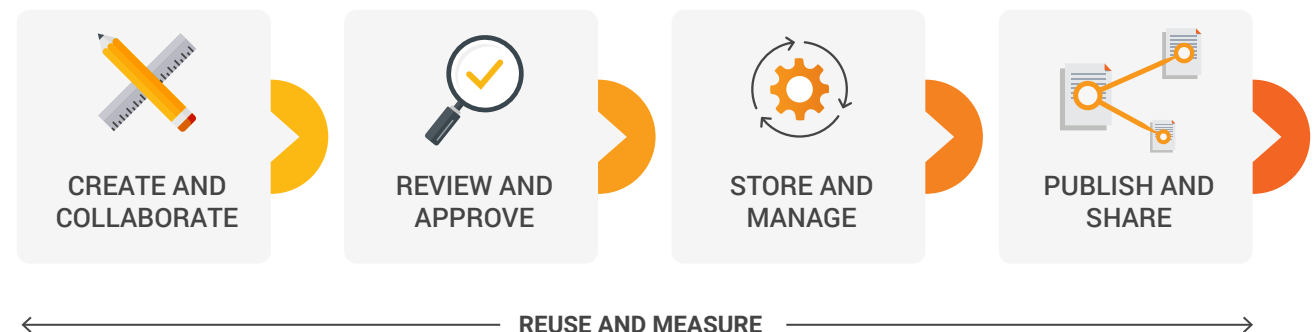 CREATE AND
COLLABORATE
REVIEW AND
APPROVE
STORE AND
MANAGE
PUBLISH AND
SHARE
REUSE AND MEASURE